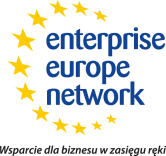 enterprise
europe
network
Wsparcie dla biznesu w zasięgu ręki